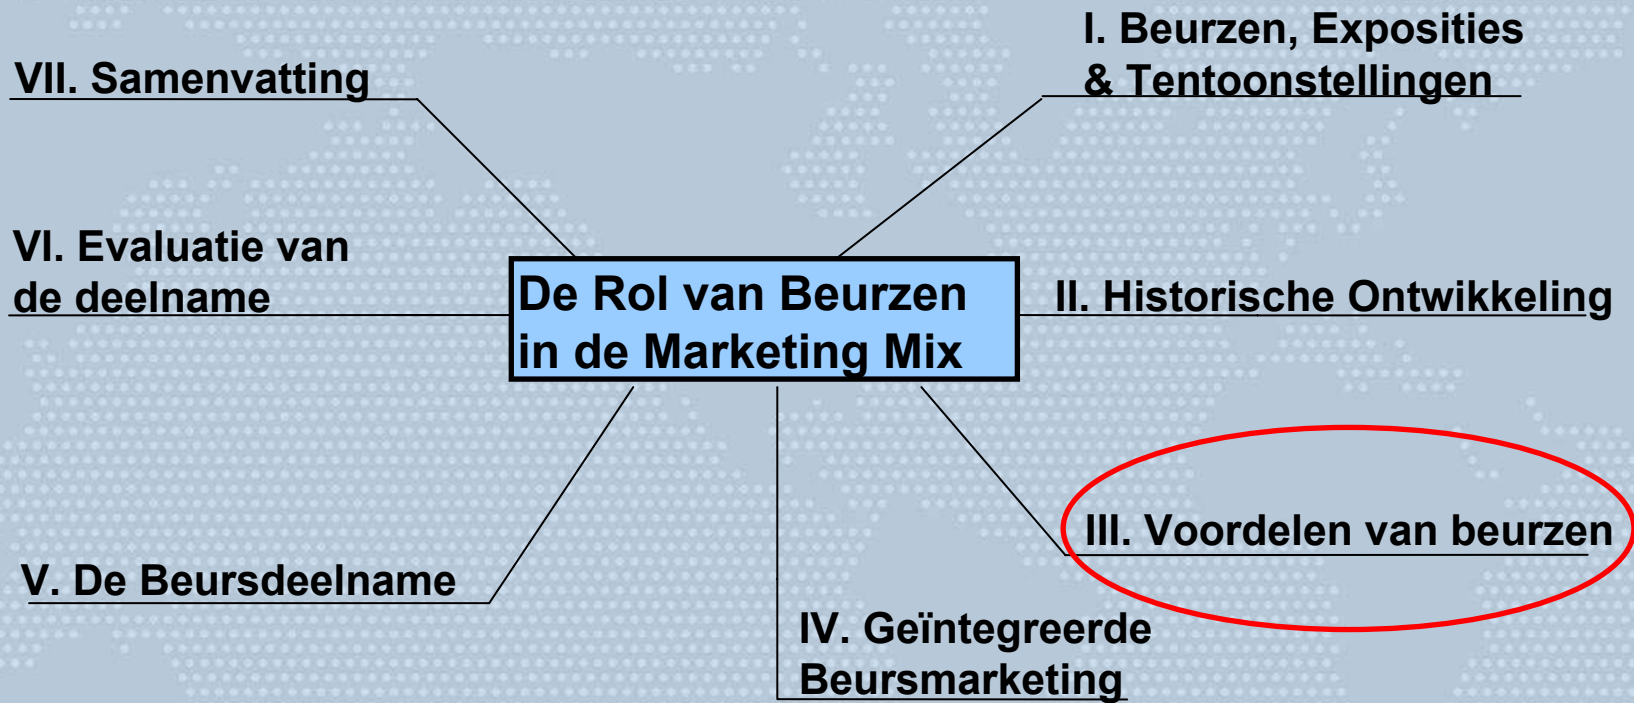 De Rol van Beurzen
in de Marketing Mix
I. Beurzen, Exposities
& Tentoonstellingen
II. Historische Ontwikkeling
III. Voordelen van beurzen
IV. Geïntegreerde
Beursmarketing
V. De Beursdeelname
VI. Evaluatie van
de deelname
VII. Samenvatting